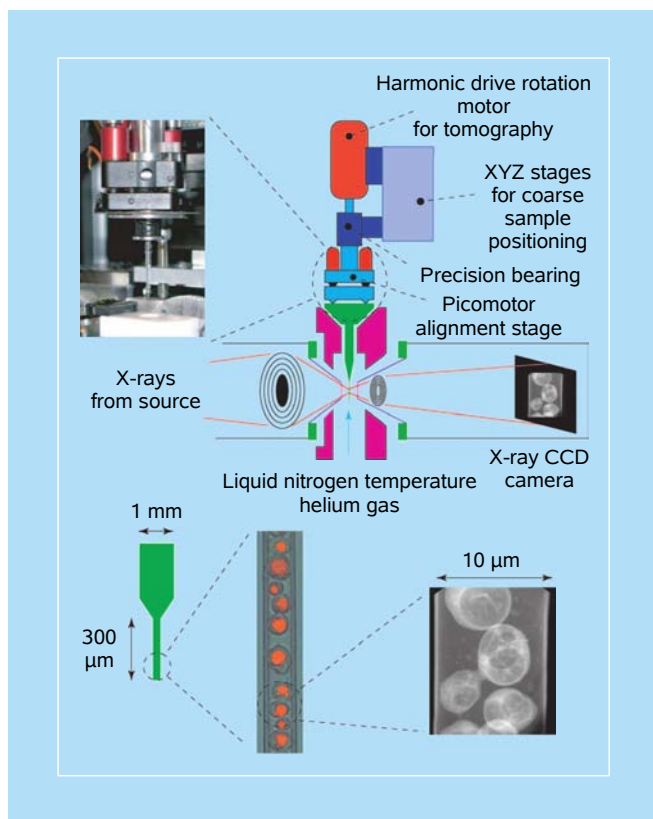 Harmonic drive rotation
motor
for tomography
XYZ stages
for coarse
sample
positioning
Precision bearing
Picomotor
alignment stage
X-rays
from source
X-ray CCD
camera
Liquid nitrogen temperature
helium gas
1 mm
300
µm
10 µm